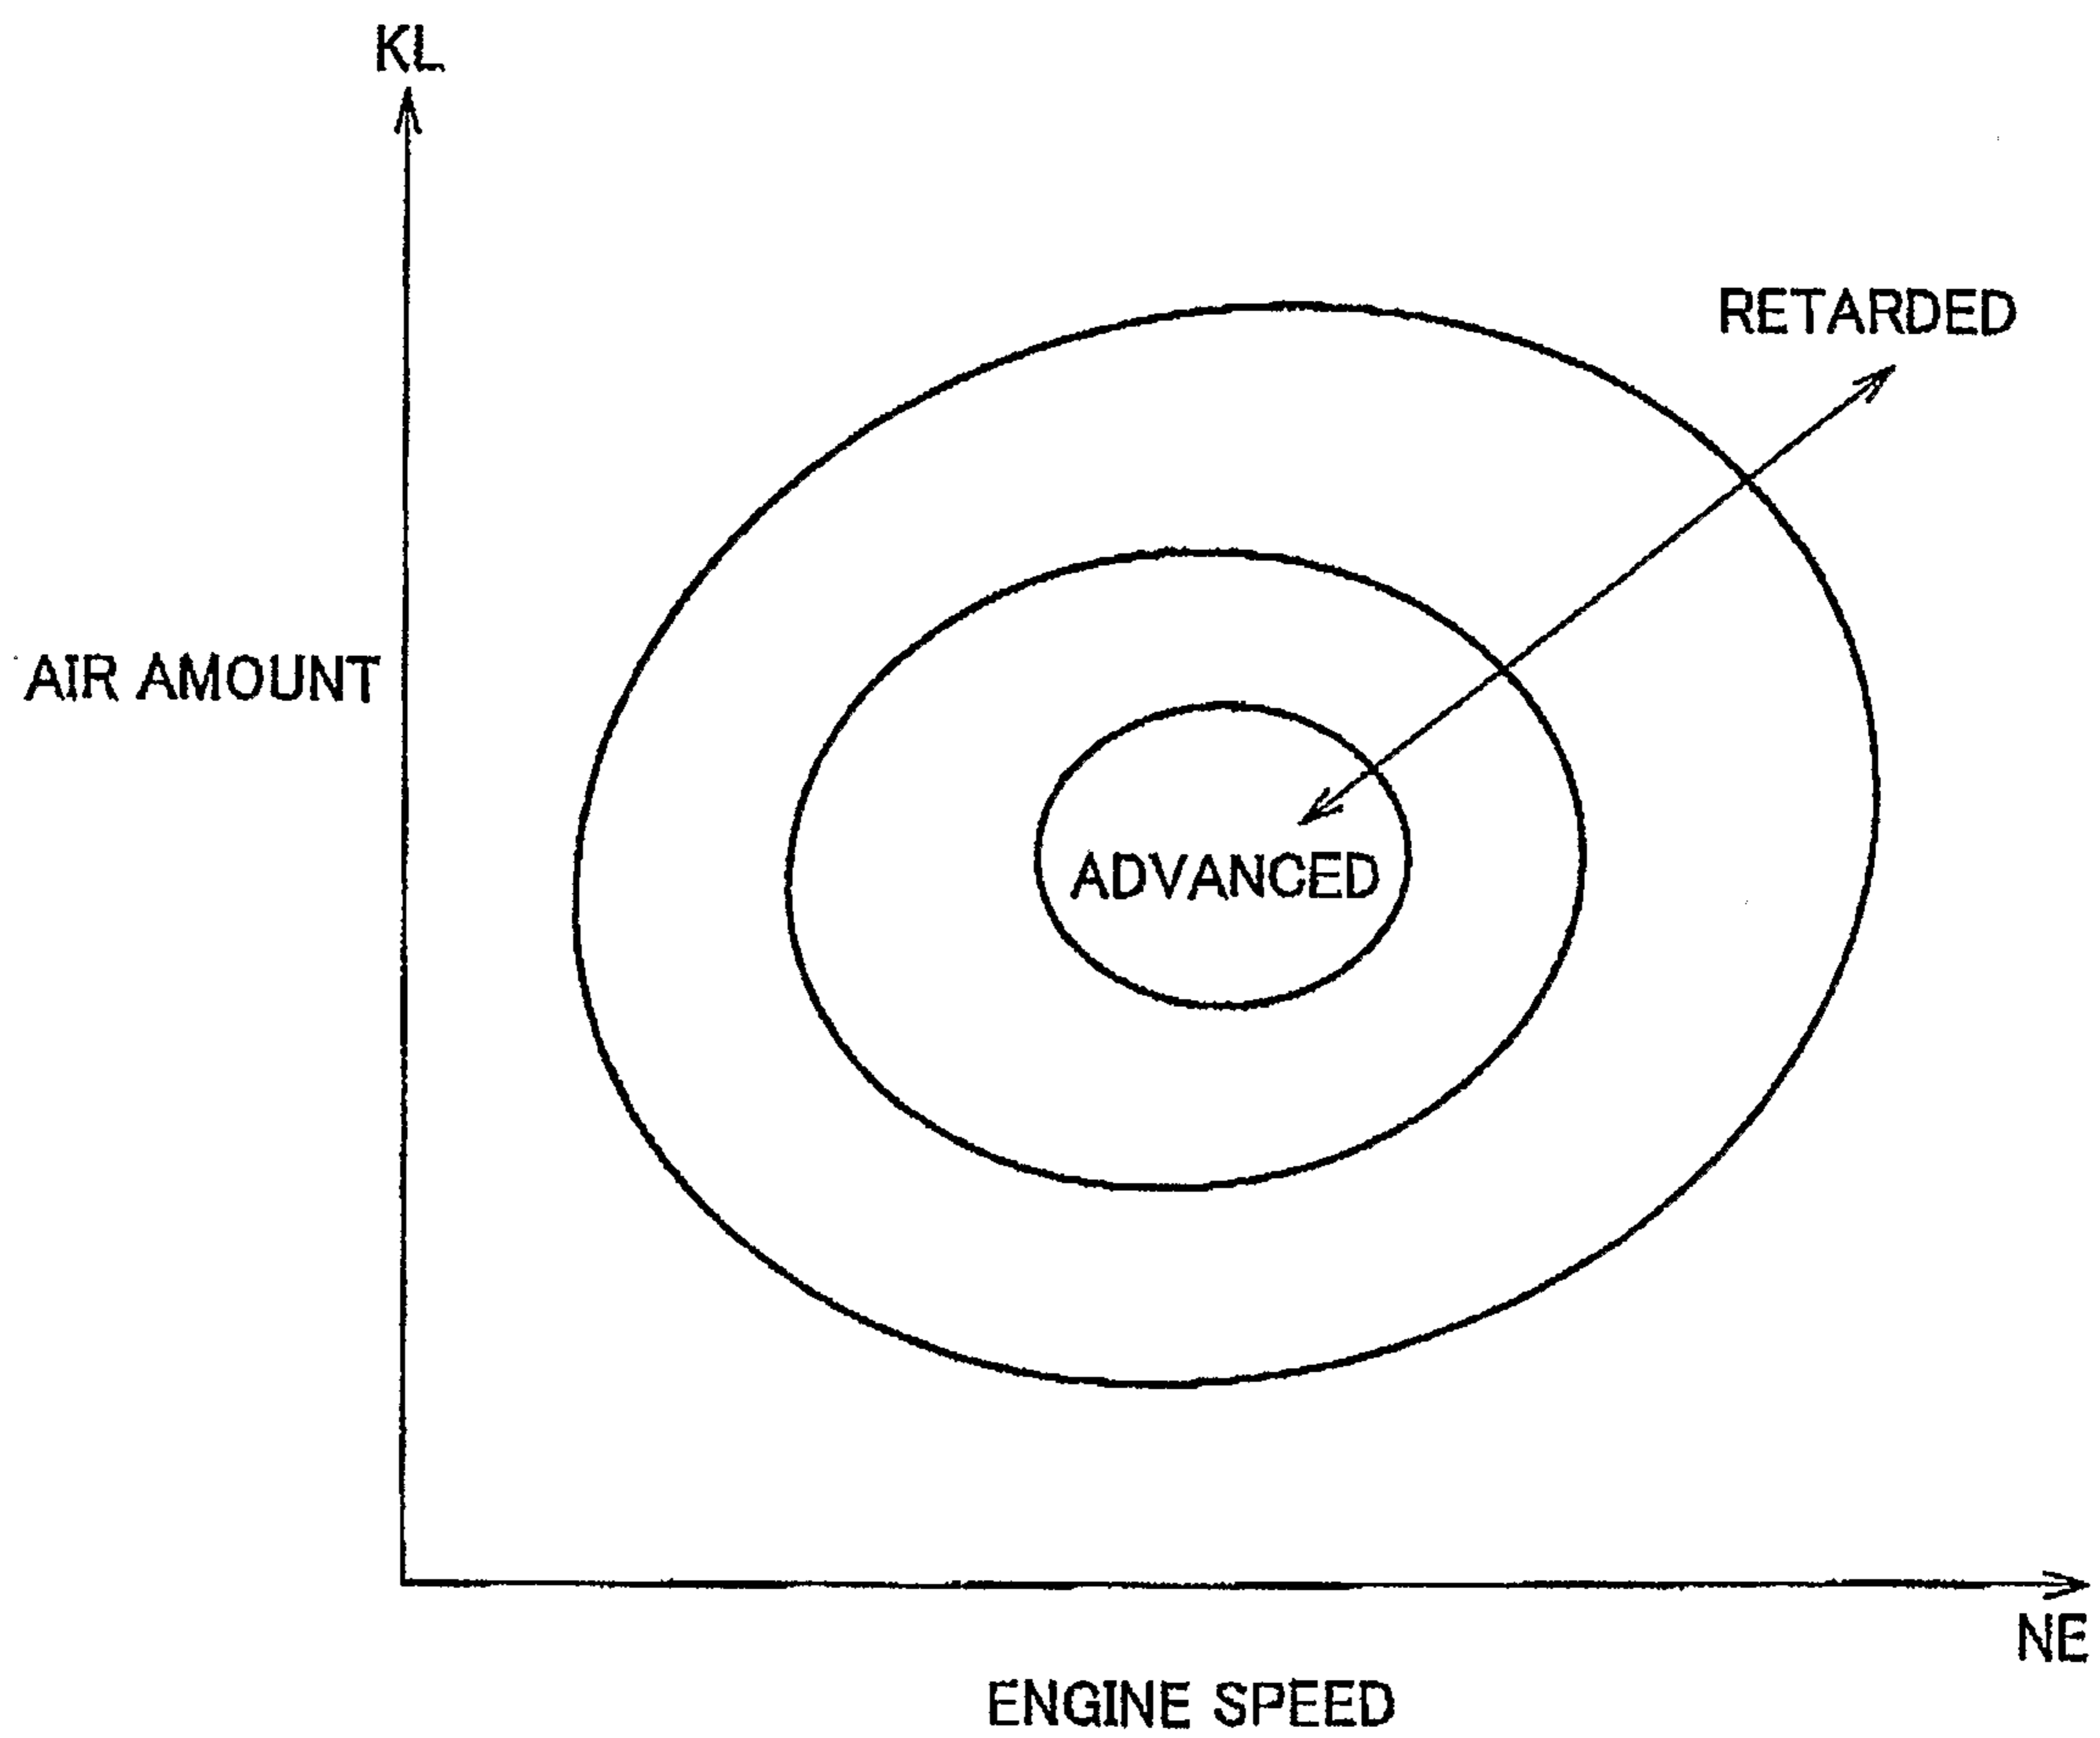 KL
RETARDED
AIR AMOUNT
ADVANCED
NE
ENGINE SPEED